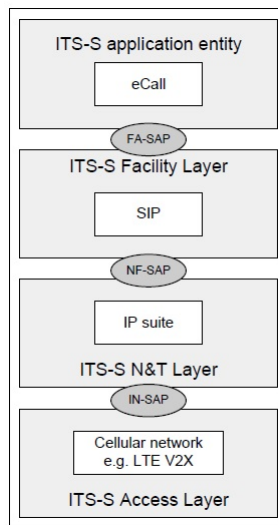 ITS-S application entity
eCall
FA-SAP
ITS-S Facility Layer
SIP
NF-SAP
IP suite
ITS-S N&T Layer
IN-SAP
Cellular network
e.g. LTE V2X
ITS-S Access Layer